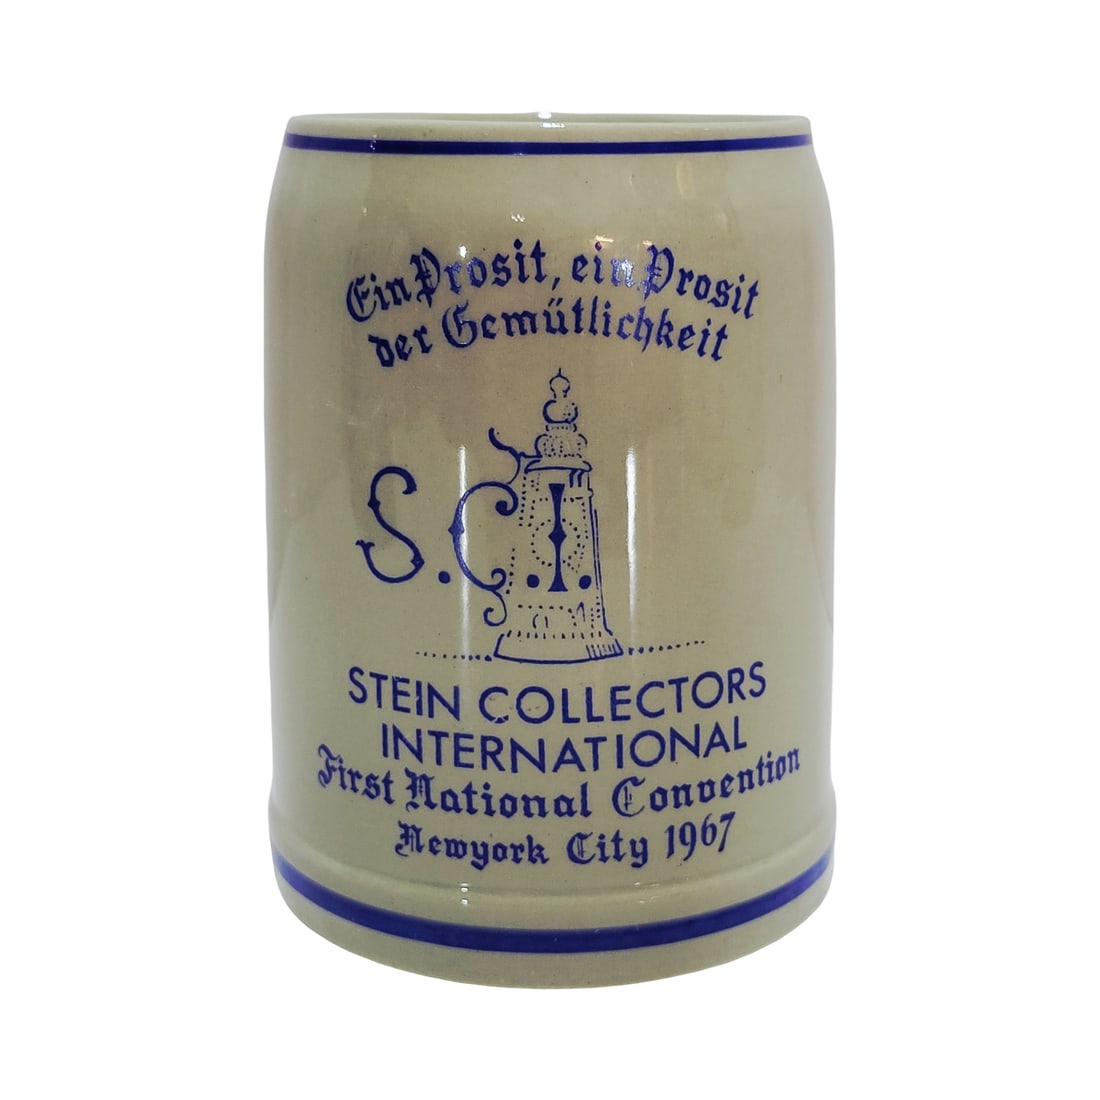 Ein Prosit, ein Prosit
der Gemütlichkeit
S.C.I.
STEIN COLLECTORS
INTERNATIONAL
First National Convention
Newyork City 1967